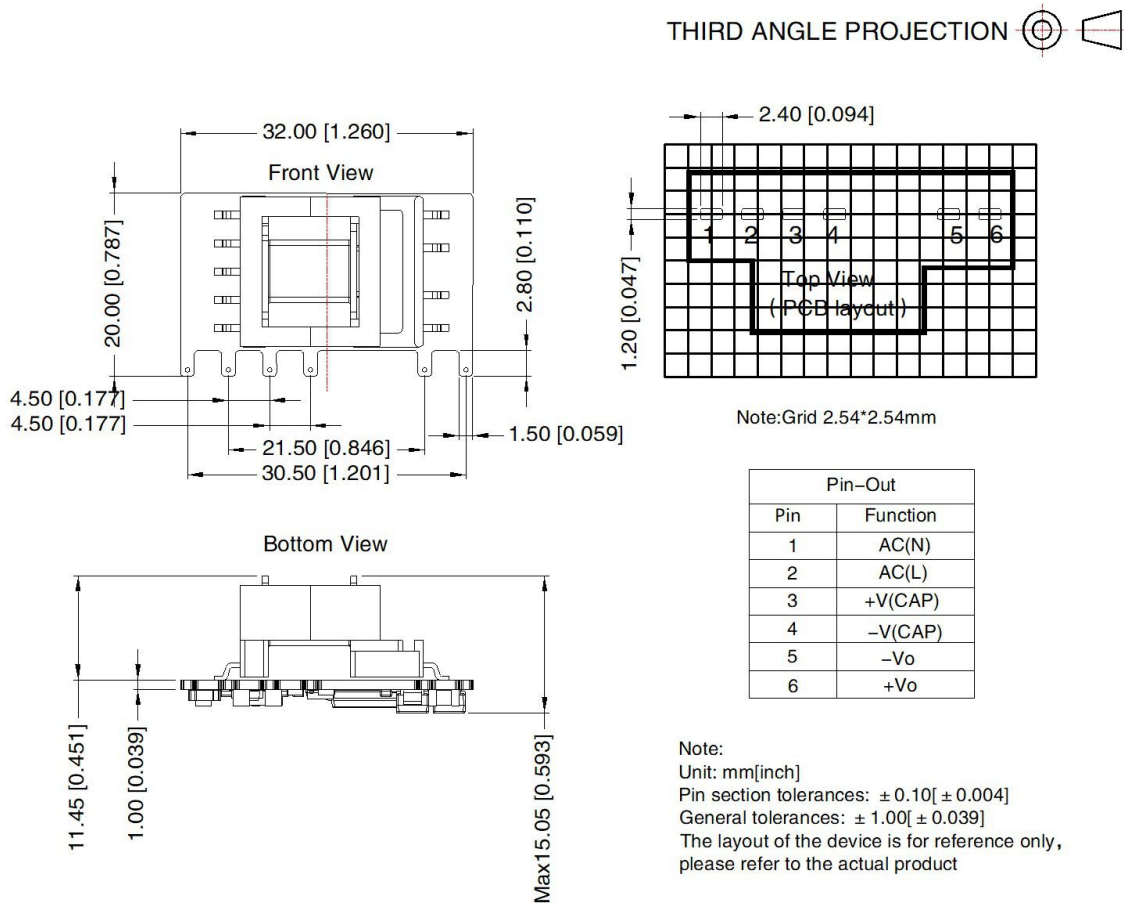 THIRD ANGLE PROJECTION
32.00 [1.260]
Front View
20.00 [0.787]
2.80 [0.110]
4.50 [0.177]
4.50 [0.177]
1.50 [0.059]
21.50 [0.846]
30.50 [1.201]
2.40 [0.094]
1.20 [0.047]
1 2 3 4 5 6
Top View
( PCB layout )
Note:Grid 2.54*2.54mm
Pin–Out
Pin Function
1 AC(N)
2 AC(L)
3 +V(CAP)
4 –V(CAP)
5 –Vo
6 +Vo
Bottom View
11.45 [0.451]
1.00 [0.039]
Max15.05 [0.593]
Note:
Unit: mm[inch]
Pin section tolerances: ±0.10[±0.004]
General tolerances: ±1.00[±0.039]
The layout of the device is for reference only,
please refer to the actual product